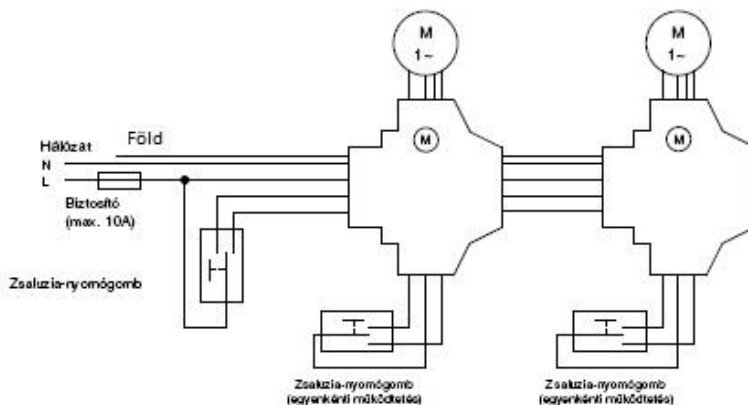 M
1~
M
1~
M
M
Hálózat
Föld
N
L
Biztosító
(max. 10A)
Zsaluzia-nyomógomb
Zsaluzia-nyomógomb
(egyenkénti működtetés)
Zsaluzia-nyomógomb
(egyenkénti működtetés)